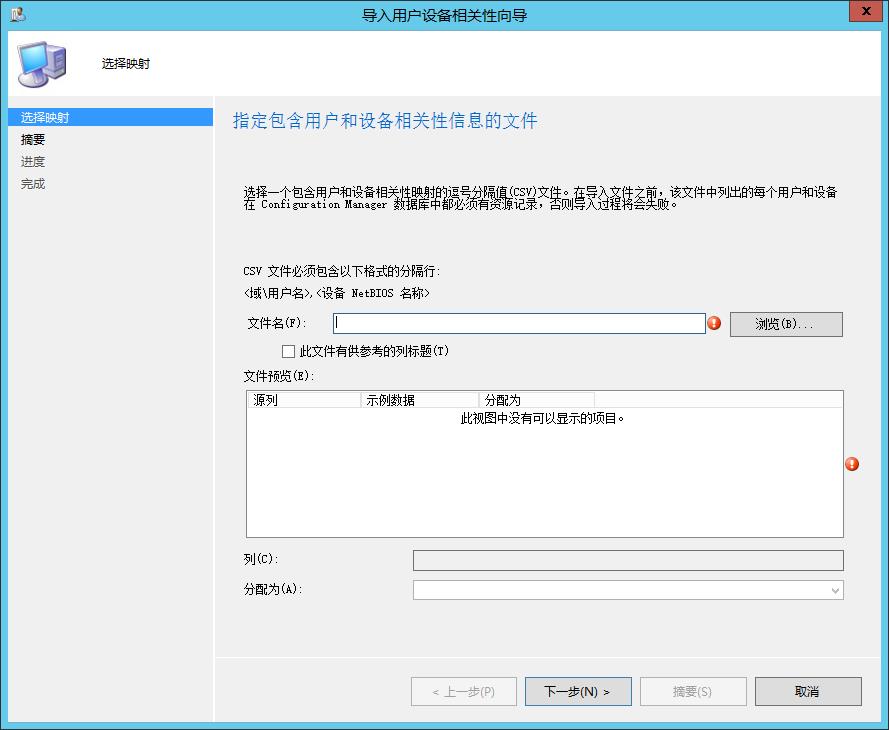 导入用户设备相关性向导
x
选择映射
选择映射
摘要
进度
完成
指定包含用户和设备相关性信息的文件
选择一个包含用户和设备相关性映射的逗号分隔值(CSV)文件。在导入文件之前，该文件中列出的每个用户和设备
在 Configuration Manager 数据库中都必须有资源记录，否则导入过程将会失败。
CSV 文件必须包含以下格式的分隔行:
<域\用户名>,<设备 NetBIOS 名称>
文件名(F):
浏览(B)...
此文件有供参考的列标题(T)
文件预览(E):
源列 示例数据 分配为
此视图中没有可以显示的项目。
列(C):
分配为(A):
< 上一步(P) 下一步(N) > 摘要(S) 取消